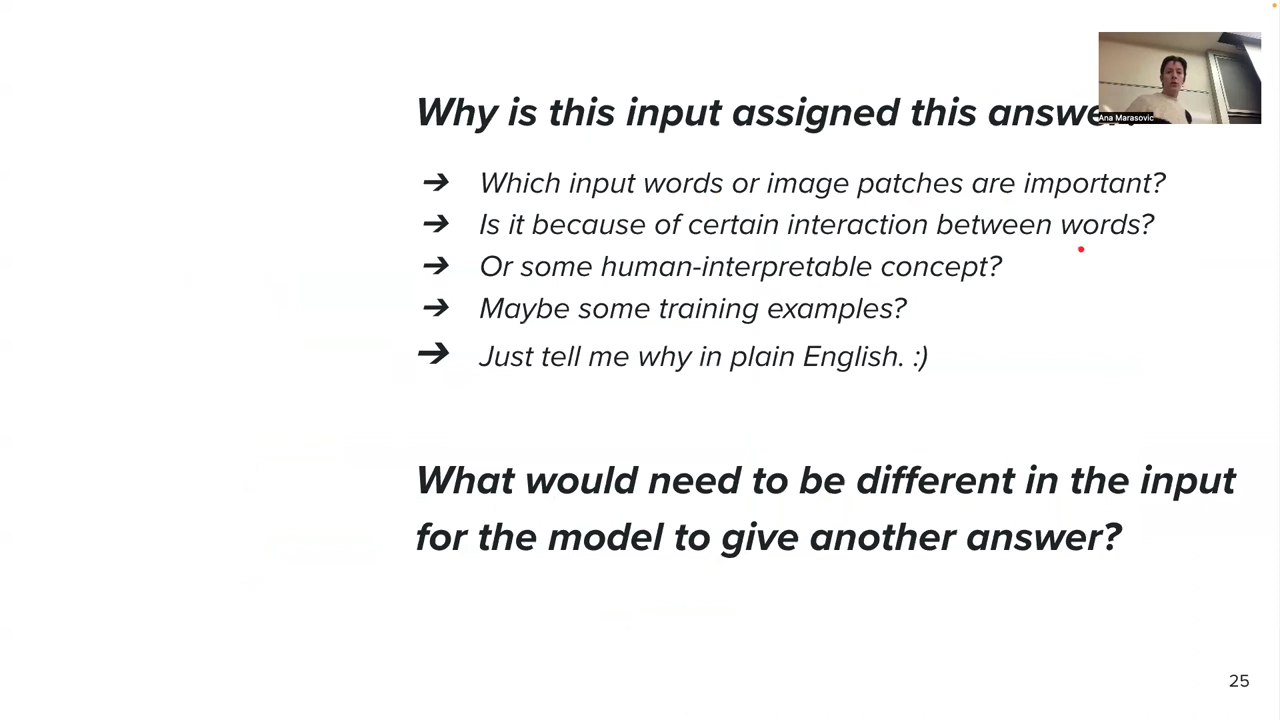 Why is this input assigned this answer
Ana Marasovic
➔ Which input words or image patches are important?
➔ Is it because of certain interaction between words?
➔ Or some human-interpretable concept?
➔ Maybe some training examples?
➔ Just tell me why in plain English. :)
What would need to be different in the input
for the model to give another answer?
25